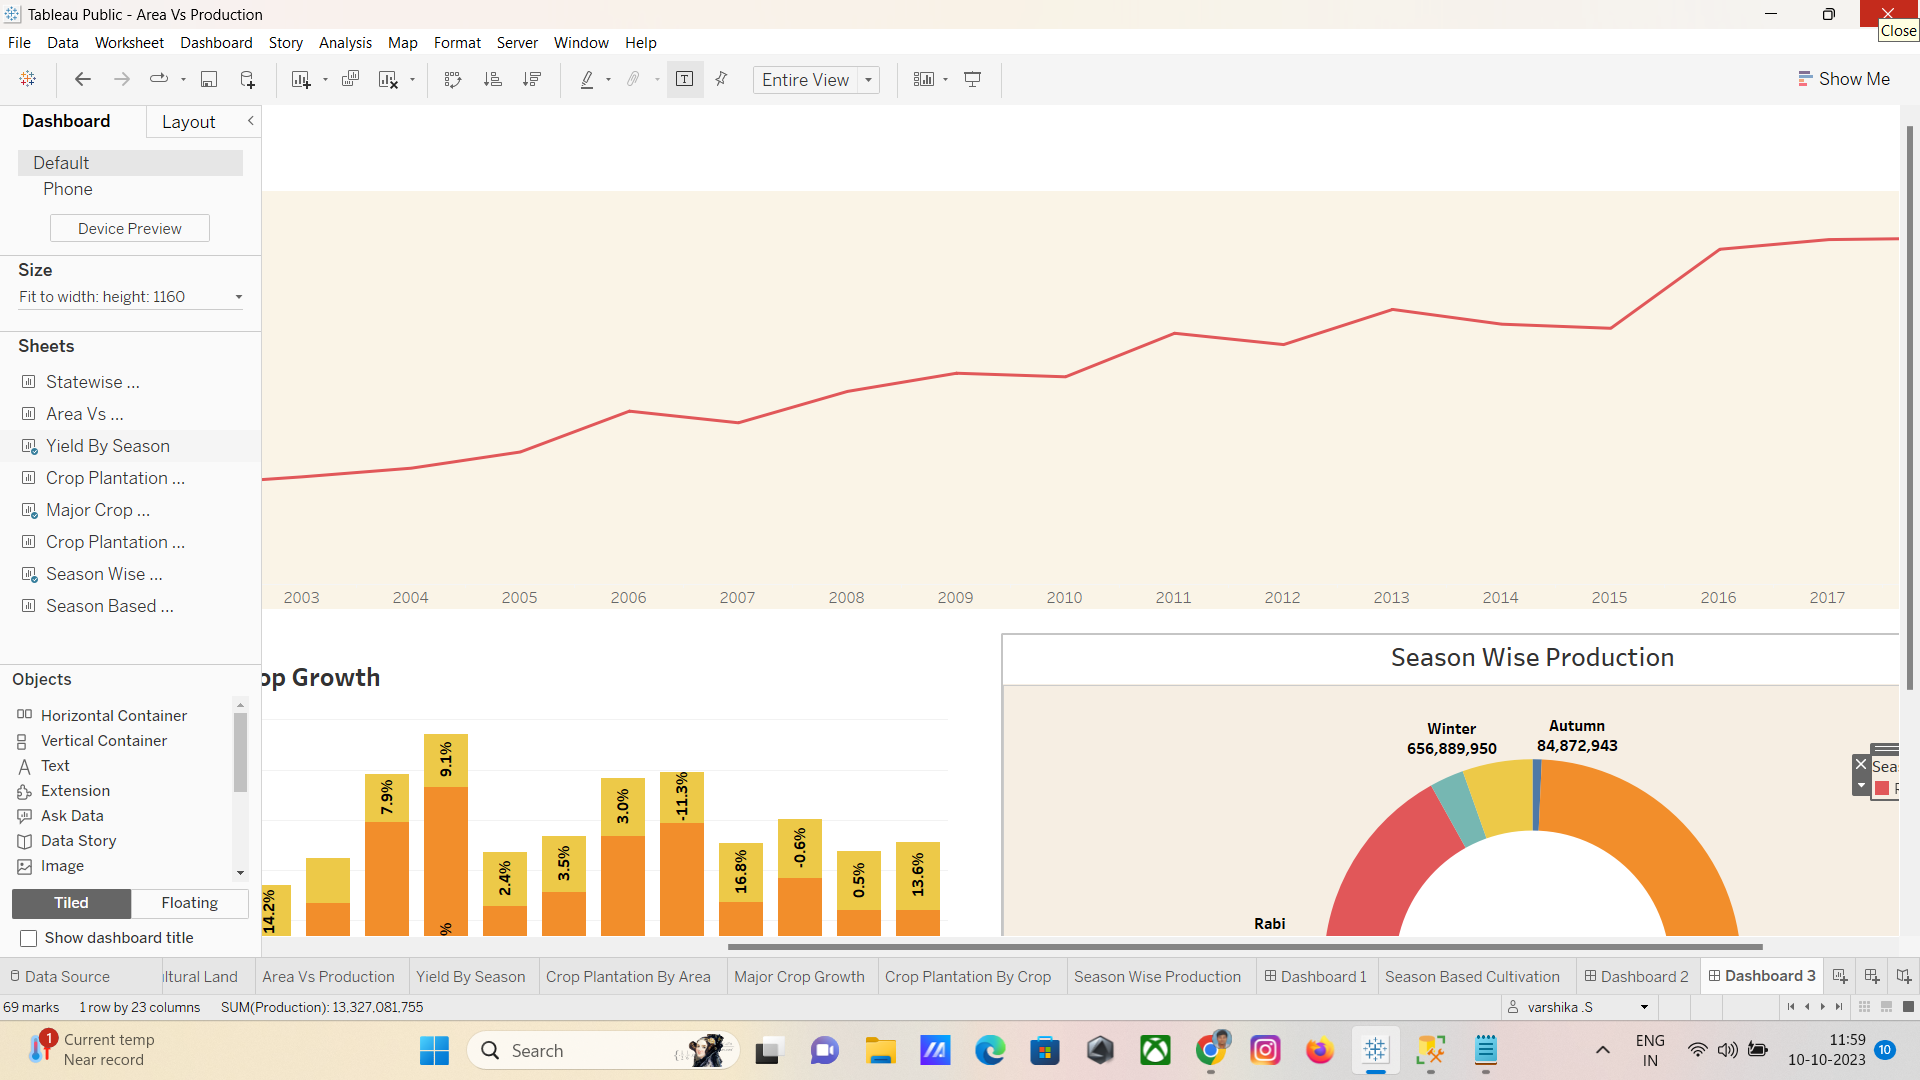 Tableau Public - Area Vs Production
Close
File Data Worksheet Dashboard Story Analysis Map Format Server Window Help
Entire View
Show Me
Dashboard Layout
Default
Phone
Device Preview
Size
Fit to width: height: 1160
Sheets
Statewise ...
Area Vs ...
Yield By Season
Crop Plantation ...
Major Crop ...
Crop Plantation ...
Season Wise ...
Season Based ...
Objects
Horizontal Container
Vertical Container
Text
Extension
Ask Data
Data Story
Image
Tiled Floating
Show dashboard title
2003 2004 2005 2006 2007 2008 2009 2010 2011 2012 2013 2014 2015 2016 2017
op Growth
14.2%
7.9%
9.1%
%
2.4%
3.5%
3.0%
-11.3%
16.8%
-0.6%
0.5%
13.6%
Season Wise Production
Winter
656,889,950
Autumn
84,872,943
Rabi
Sea
Data Source ltural Land Area Vs Production Yield By Season Crop Plantation By Area Major Crop Growth Crop Plantation By Crop Season Wise Production Dashboard 1 Season Based Cultivation Dashboard 2 Dashboard 3
69 marks 1 row by 23 columns SUM(Production): 13,327,081,755
varshika .S
1
Current temp
Near record
Search
ENG
IN
11:59
10-10-2023
10